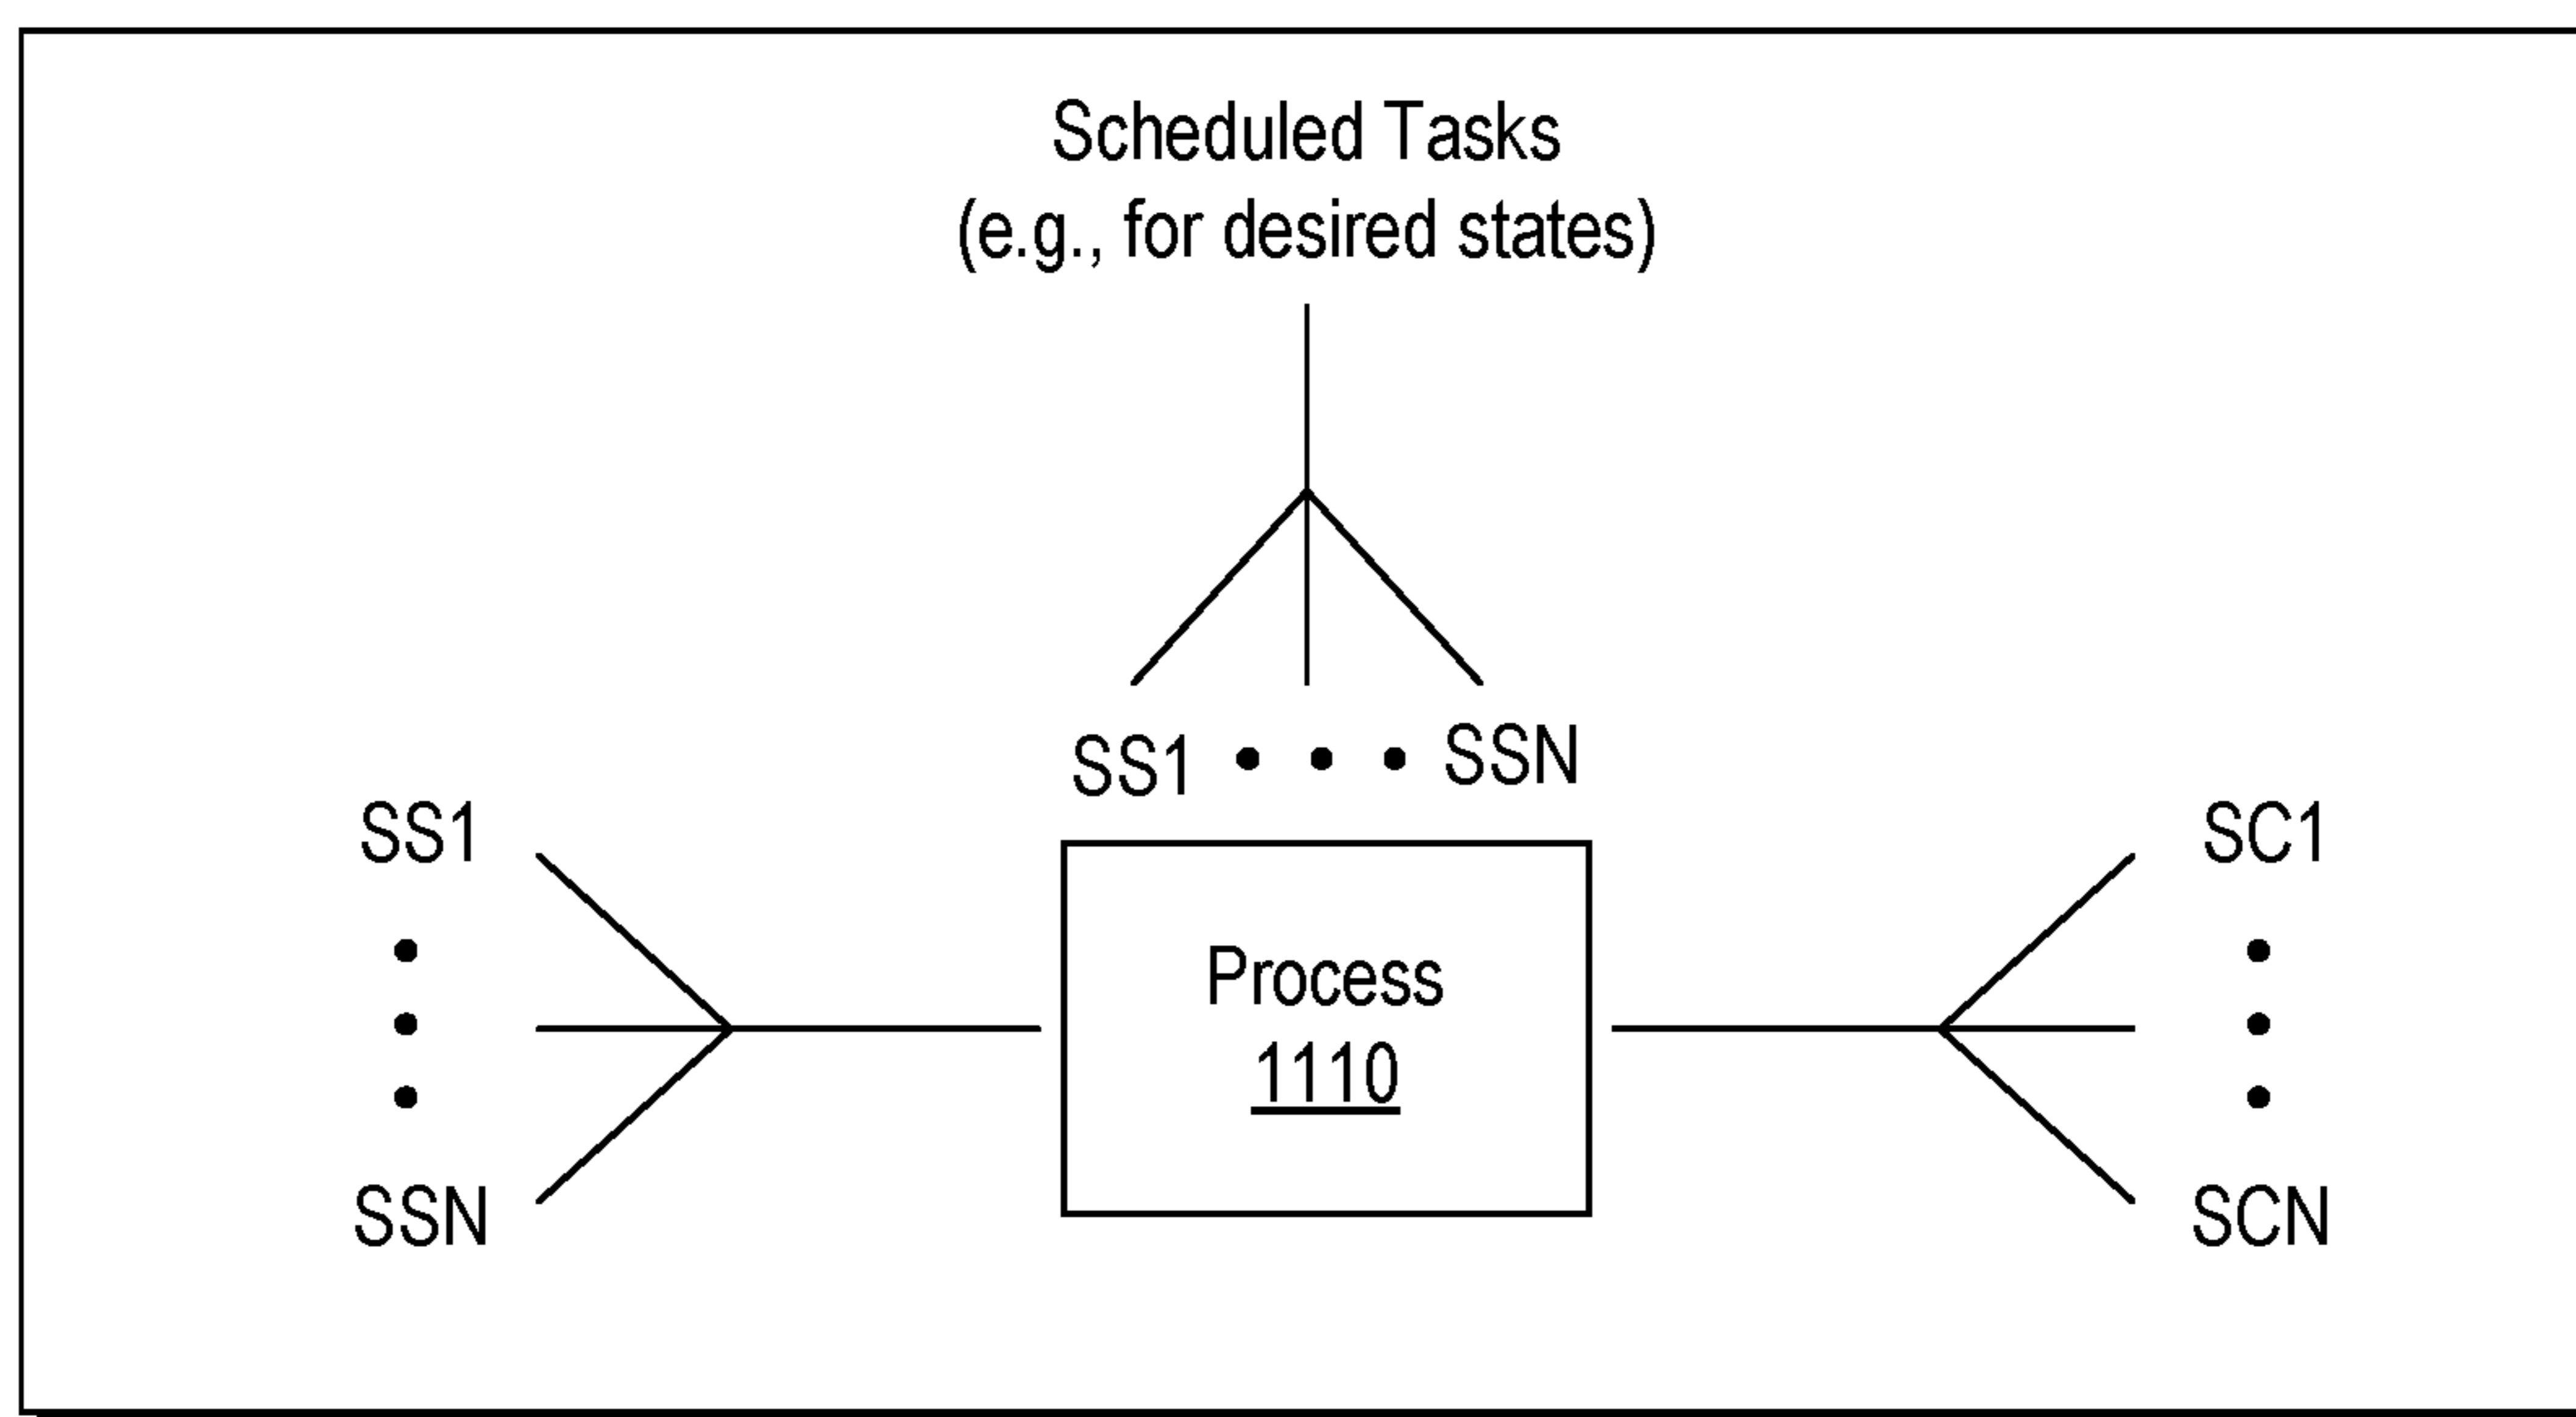 Scheduled Tasks
(e.g., for desired states)
SS1 • • • SSN
SS1
•
•
•
SSN
Process
1110
SC1
•
•
•
SCN